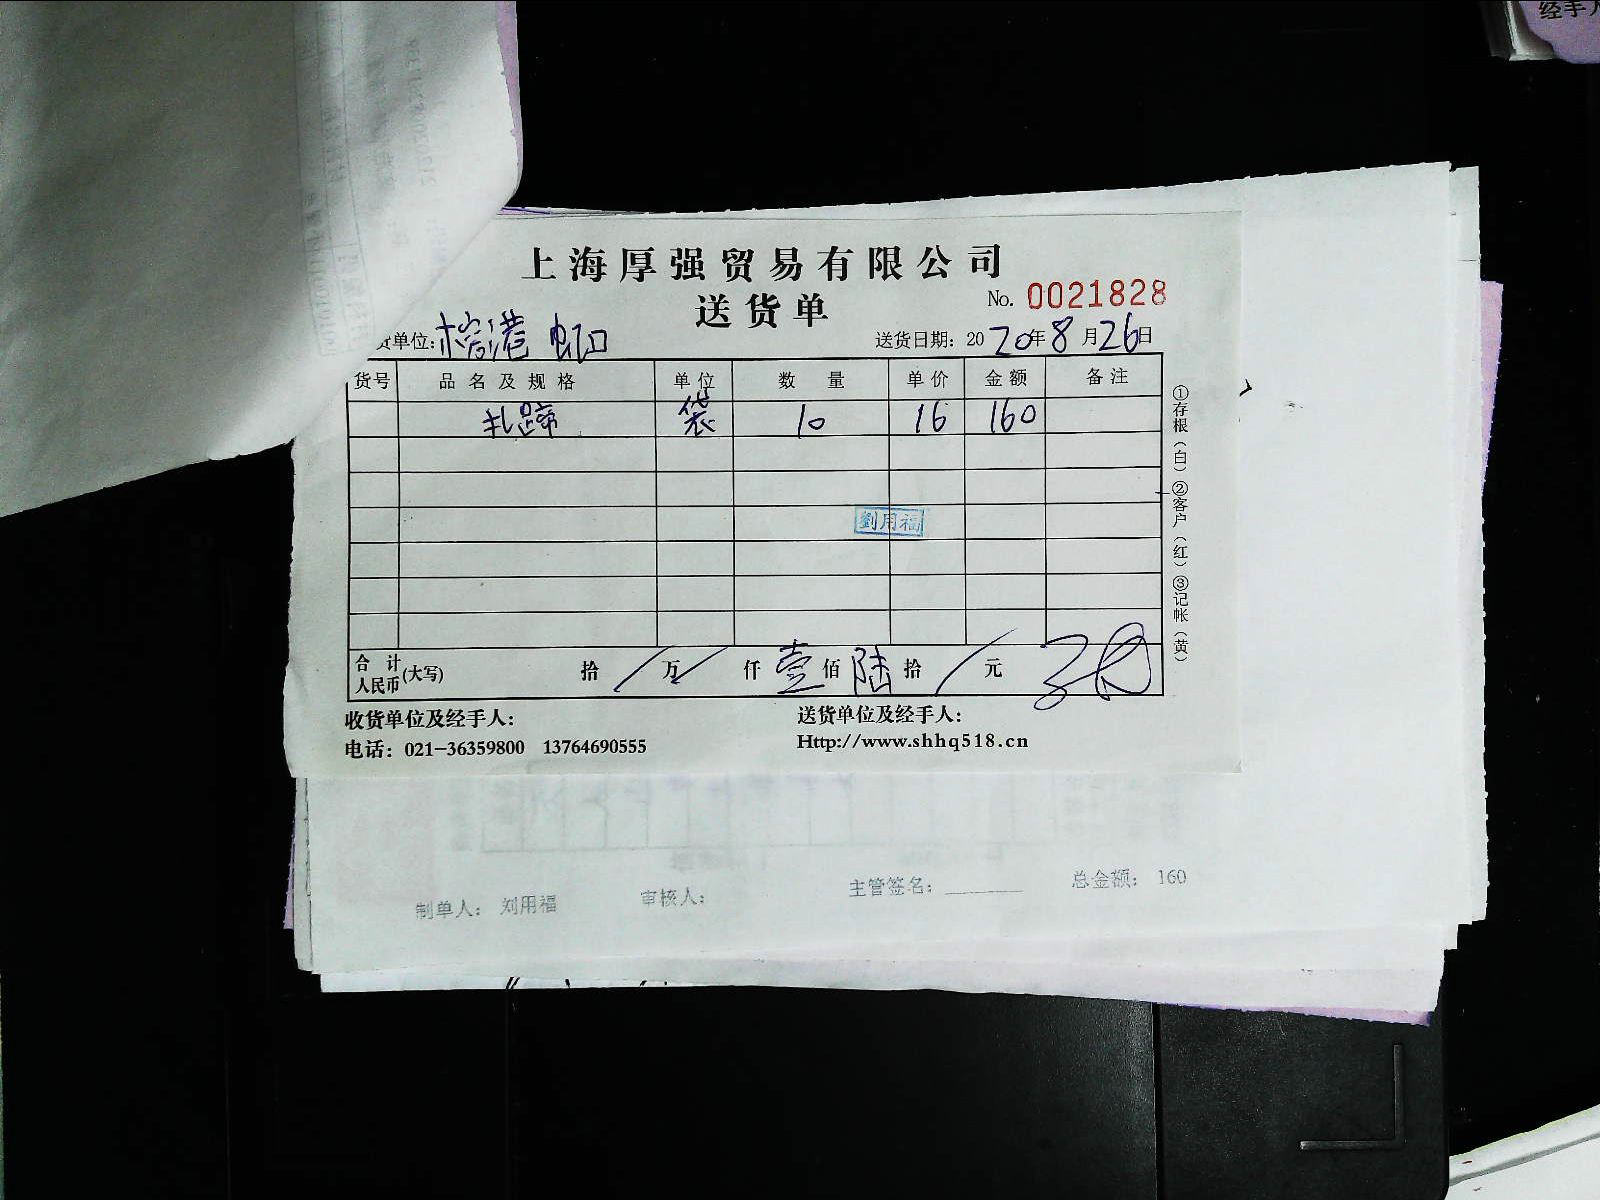 经手人
上海厚强贸易有限公司
送货单
No. 0021828
货单位: 榕港 虹口
送货日期: 2020年8月26日
货号 品名及规格 单位 数量 单价 金额 备注
扎蹄 袋 10 16 160
劉用福
合计人民币(大写) 拾 / 万 / 仟 壹 佰 陆 拾 / 元
①存根(白) ②客户(红) ③记帐(黄)
收货单位及经手人: 送货单位及经手人:
电话: 021-36359800 13764690555 Http://www.shhq518.cn
制单人: 刘用福 审核人: 主管签名: 总金额: 160